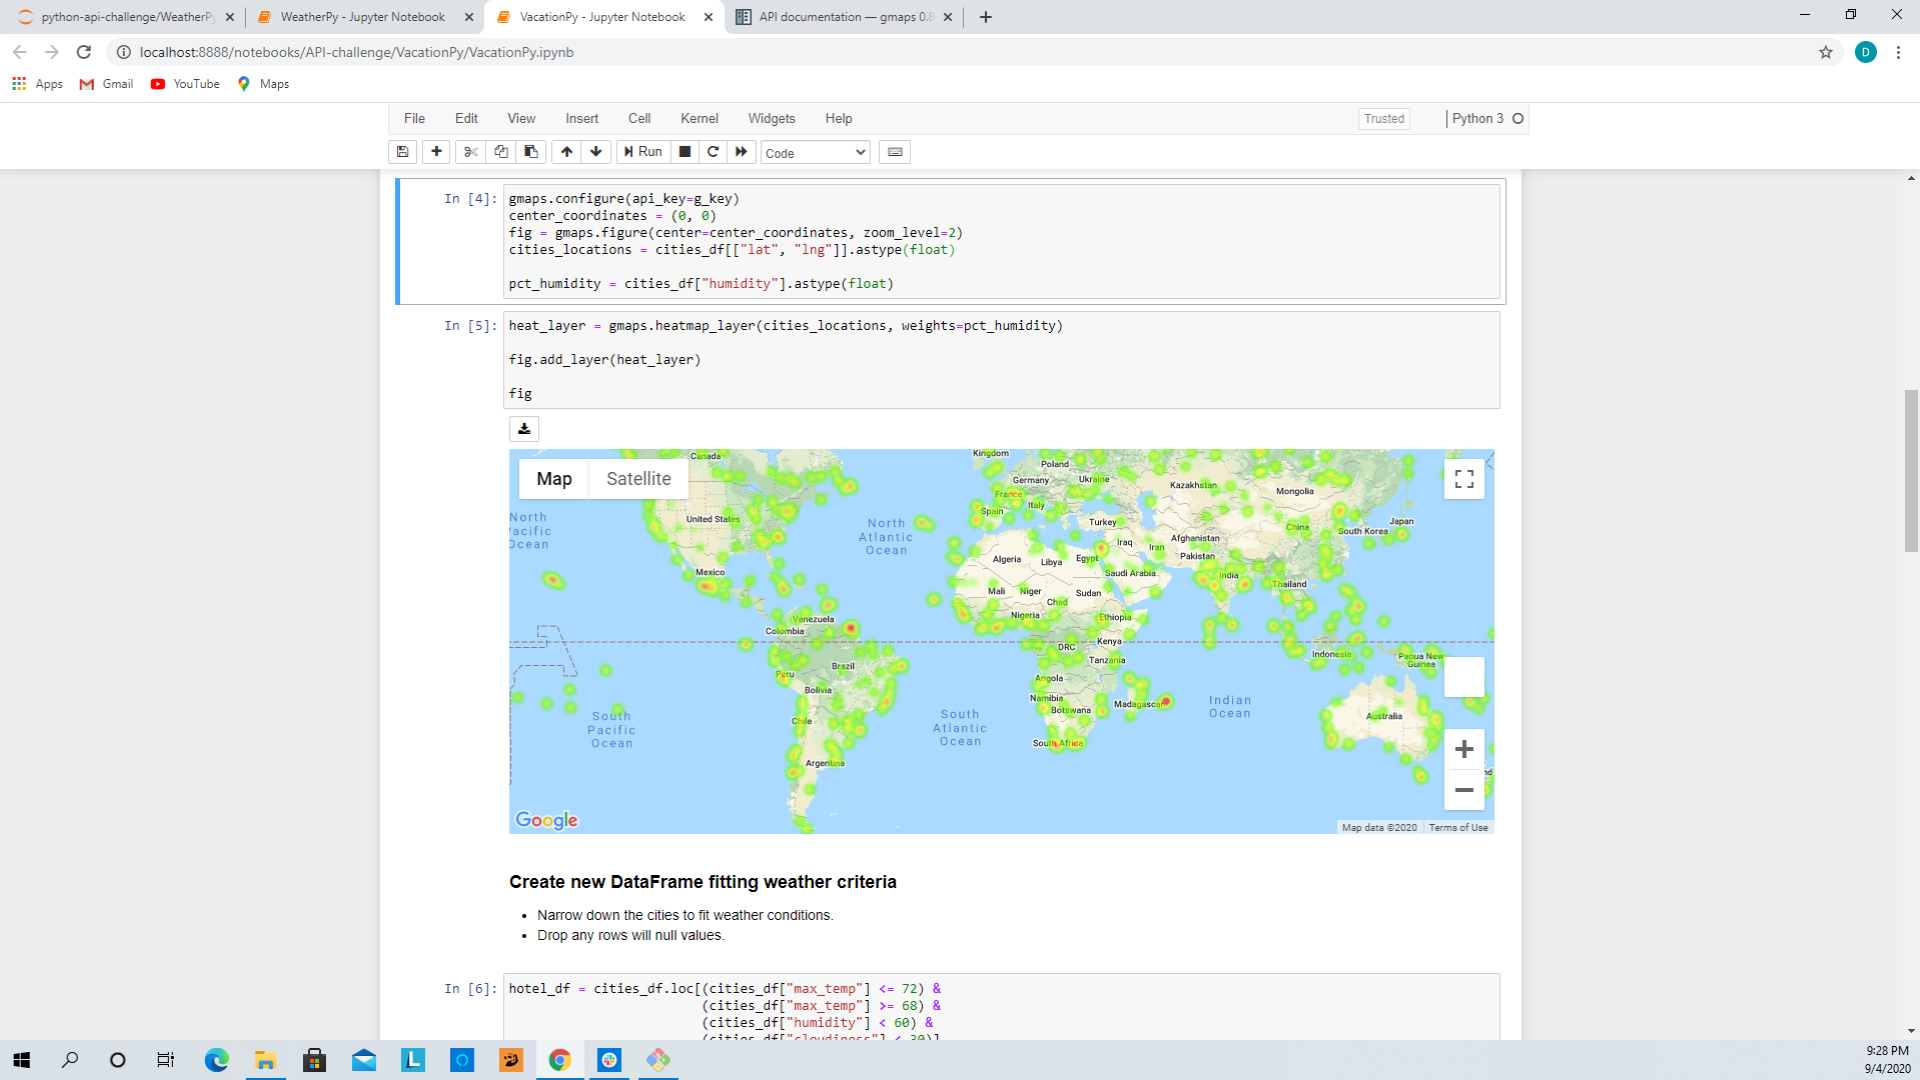 python-api-challenge/WeatherPy
WeatherPy - Jupyter Notebook
VacationPy - Jupyter Notebook
API documentation — gmaps 0.8
localhost:8888/notebooks/API-challenge/VacationPy/VacationPy.ipynb
D
Apps
Gmail
YouTube
Maps
File Edit View Insert Cell Kernel Widgets Help
Trusted
Python 3
Run
Code
In [4]:
gmaps.configure(api_key=g_key)
center_coordinates = (0, 0)
fig = gmaps.figure(center=center_coordinates, zoom_level=2)
cities_locations = cities_df[["lat", "lng"]].astype(float)
pct_humidity = cities_df["humidity"].astype(float)
In [5]:
heat_layer = gmaps.heatmap_layer(cities_locations, weights=pct_humidity)
fig.add_layer(heat_layer)
fig
Map
Satellite
Canada
Kingdom
Poland
Germany
Ukraine
Kazakhstan
Mongolia
France
Italy
Spain
United States
North
Pacific
Ocean
North
Atlantic
Ocean
Turkey
China
South Korea
Japan
Iraq
Iran
Afghanistan
Pakistan
Algeria
Libya
Egypt
Saudi Arabia
India
Thailand
Mexico
Mali
Niger
Chad
Sudan
Nigeria
Ethiopia
Venezuela
Colombia
DRC
Kenya
Tanzania
Indonesia
Papua New
Guinea
Brazil
Peru
Bolivia
Angola
Namibia
Botswana
Madagascar
Indian
Ocean
Australia
Chile
South
Pacific
Ocean
South
Atlantic
Ocean
South Africa
Argentina
Google
Map data ©2020
Terms of Use
Create new DataFrame fitting weather criteria
• Narrow down the cities to fit weather conditions.
• Drop any rows will null values.
In [6]:
hotel_df = cities_df.loc[(cities_df["max_temp"] <= 72) &
(cities_df["max_temp"] >= 68) &
(cities_df["humidity"] < 60) &
(cities_df["cloudiness"] < 30)]
9:28 PM
9/4/2020